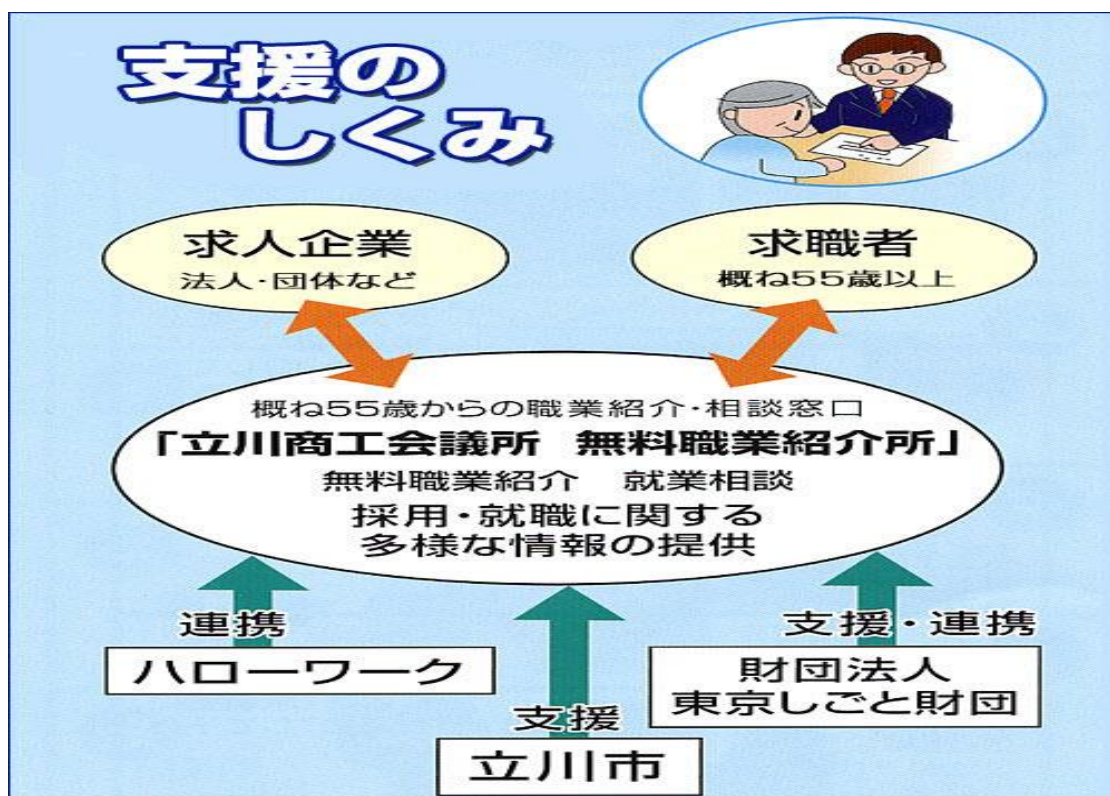 支援の
しくみ
求人企業
法人・団体など
求職者
概ね55歳以上
概ね55歳からの職業紹介・相談窓口
「立川商工会議所 無料職業紹介所」
無料職業紹介 就業相談
採用・就職に関する
多様な情報の提供
連携
ハローワーク
支援
立川市
支援・連携
財団法人
東京しごと財団